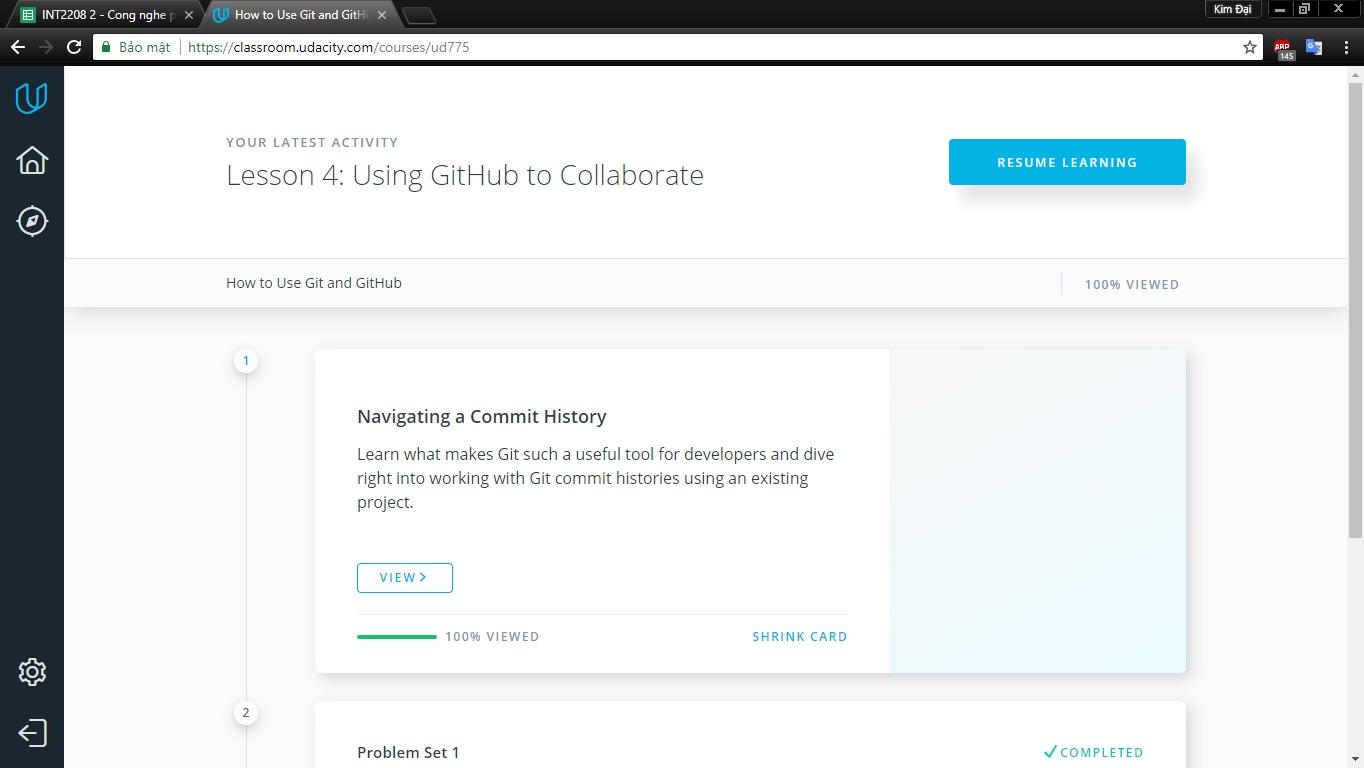 INT2208 2 - Cong nghe p
How to Use Git and GitHu
Kim Đại
Bảo mật
https://classroom.udacity.com/courses/ud775
ABP
145
YOUR LATEST ACTIVITY
Lesson 4: Using GitHub to Collaborate
RESUME LEARNING
How to Use Git and GitHub
100% VIEWED
1
Navigating a Commit History
Learn what makes Git such a useful tool for developers and dive
right into working with Git commit histories using an existing
project.
VIEW
100% VIEWED
SHRINK CARD
2
Problem Set 1
COMPLETED